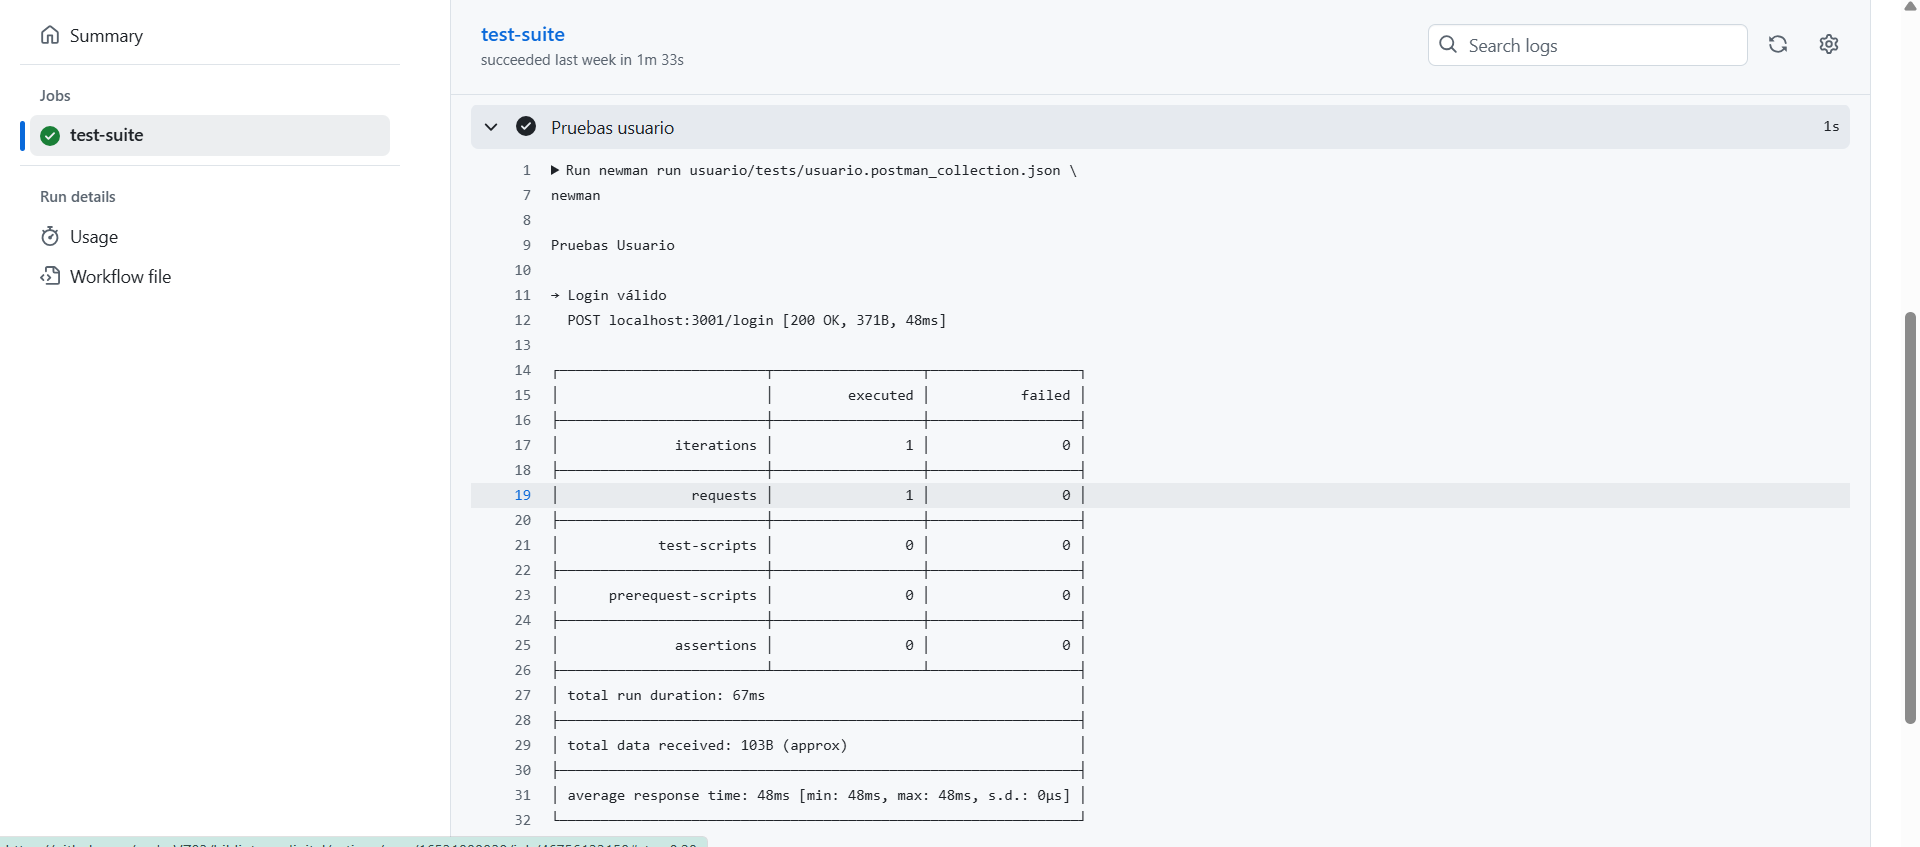 Summary
Jobs
test-suite
Run details
Usage
Workflow file
test-suite
succeeded last week in 1m 33s
Search logs
Pruebas usuario 1s
1 Run newman run usuario/tests/usuario.postman_collection.json \
7 newman
8
9 Pruebas Usuario
10
11 → Login válido
12 POST localhost:3001/login [200 OK, 371B, 48ms]
13
14
15 executed failed
16
17 iterations 1 0
18
19 requests 1 0
20
21 test-scripts 0 0
22
23 prerequest-scripts 0 0
24
25 assertions 0 0
26
27 total run duration: 67ms
28
29 total data received: 103B (approx)
30
31 average response time: 48ms [min: 48ms, max: 48ms, s.d.: 0µs]
32